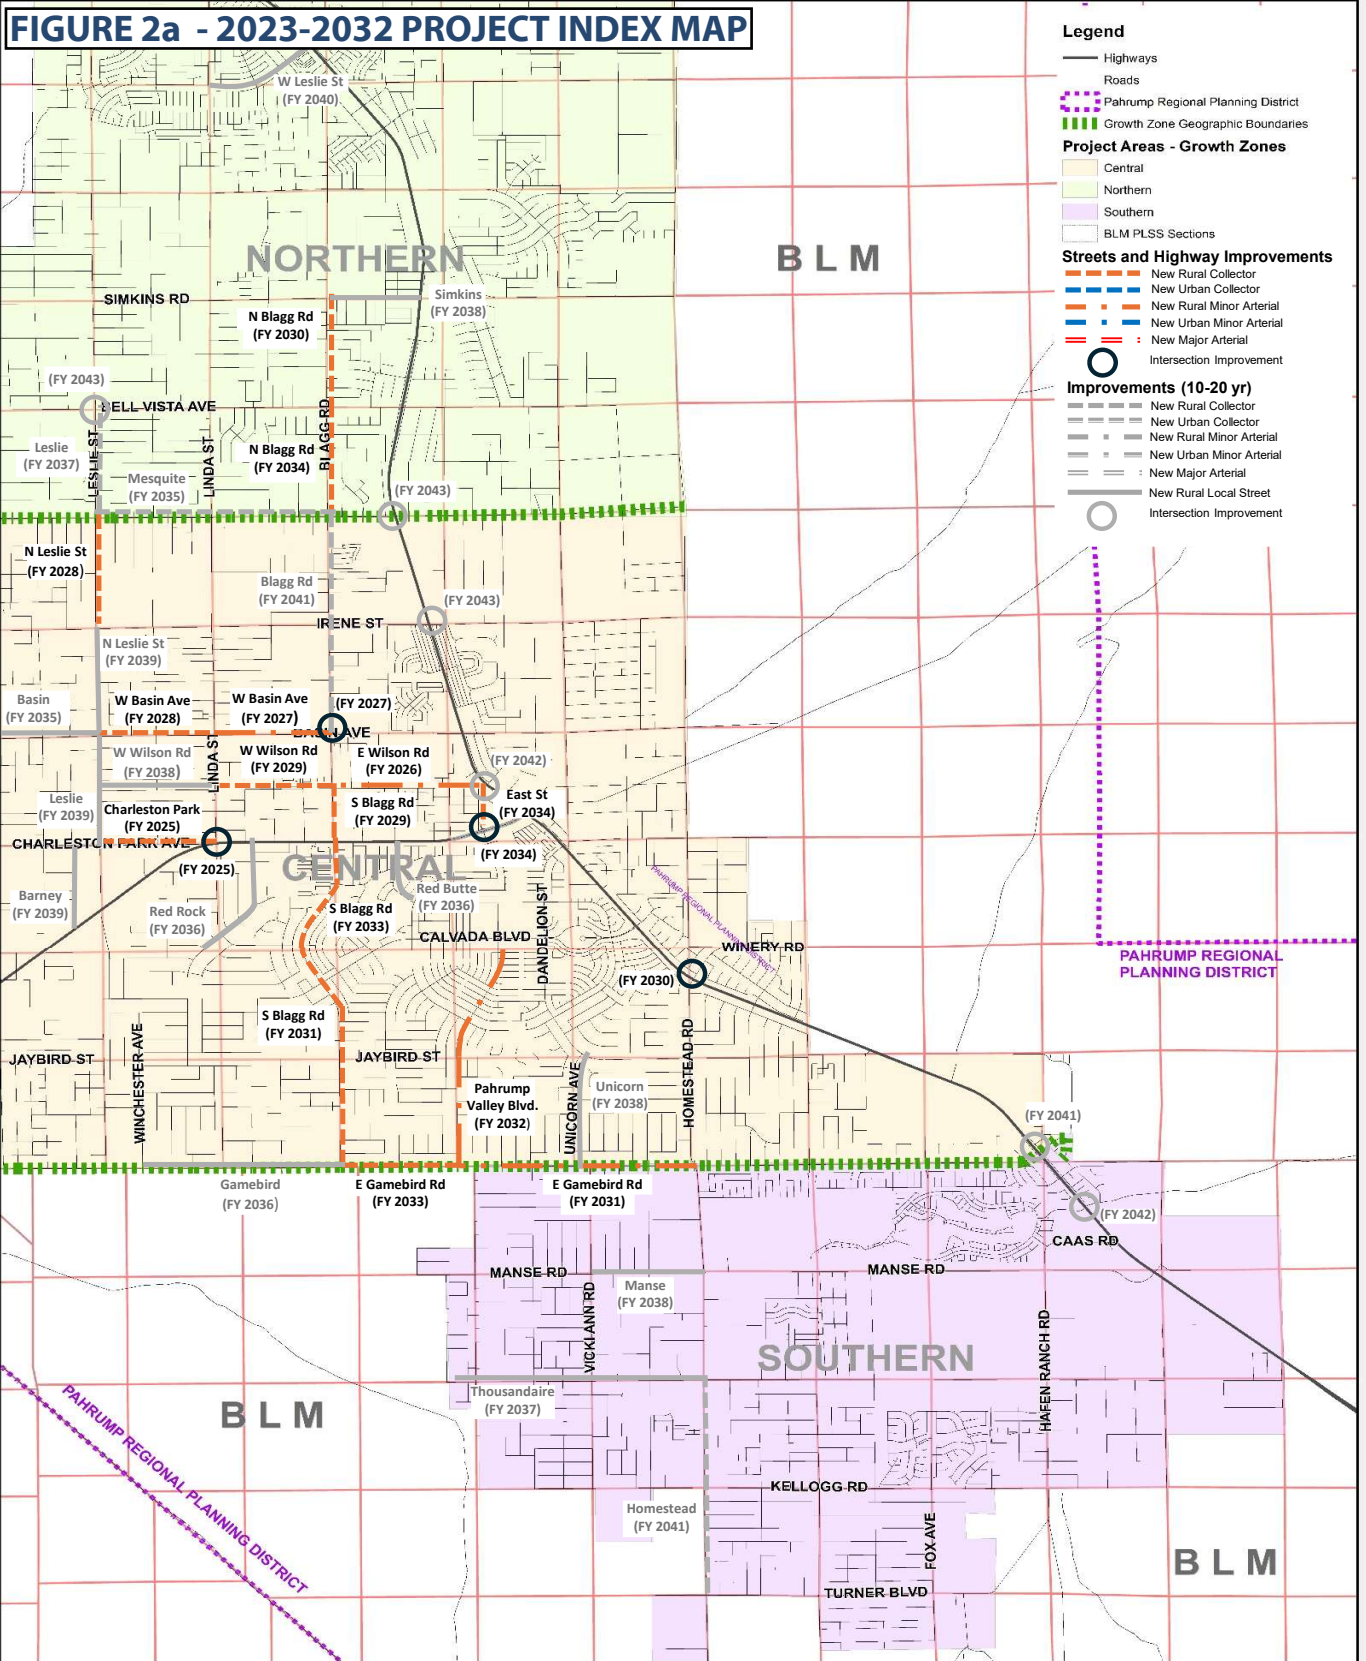 FIGURE 2a - 2023-2032 PROJECT INDEX MAP
Legend
Highways
Roads
Pahrump Regional Planning District
Growth Zone Geographic Boundaries
Project Areas - Growth Zones
Central
Northern
Southern
BLM PLSS Sections
Streets and Highway Improvements
New Rural Collector
New Urban Collector
New Rural Minor Arterial
New Urban Minor Arterial
New Major Arterial
Intersection Improvement
Improvements (10-20 yr)
New Rural Collector
New Urban Collector
New Rural Minor Arterial
New Urban Minor Arterial
New Major Arterial
New Rural Local Street
Intersection Improvement
W Leslie St
(FY 2040)
NORTHERN
BLM
SIMKINS RD
Simkins
(FY 2038)
N Blagg Rd
(FY 2030)
(FY 2043)
BELL VISTA AVE
LESLIE ST
LINDA ST
BLAGG RD
Leslie
(FY 2037)
N Blagg Rd
(FY 2034)
Mesquite
(FY 2035)
(FY 2043)
N Leslie St
(FY 2028)
Blagg Rd
(FY 2041)
(FY 2043)
IRENE ST
N Leslie St
(FY 2039)
Basin
(FY 2035)
W Basin Ave
(FY 2028)
W Basin Ave
(FY 2027)
(FY 2027)
BASIN AVE
LINDA ST
W Wilson Rd
(FY 2038)
W Wilson Rd
(FY 2029)
E Wilson Rd
(FY 2026)
(FY 2042)
Leslie
(FY 2039)
Charleston Park
(FY 2025)
S Blagg Rd
(FY 2029)
East St
(FY 2034)
CHARLESTON PARK AVE
(FY 2025)
(FY 2034)
CENTRAL
Barney
(FY 2039)
Red Rock
(FY 2036)
Red Butte
(FY 2036)
S Blagg Rd
(FY 2033)
CALVADA BLVD
DANDELION ST
PAHRUMP REGIONAL PLANNING DISTRICT
WINERY RD
(FY 2030)
PAHRUMP REGIONAL
PLANNING DISTRICT
S Blagg Rd
(FY 2031)
JAYBIRD ST
WINCHESTER AVE
JAYBIRD ST
Pahrump
Valley Blvd.
(FY 2032)
UNICORN AVE
Unicorn
(FY 2038)
HOMESTEAD RD
(FY 2041)
Gamebird
(FY 2036)
E Gamebird Rd
(FY 2033)
E Gamebird Rd
(FY 2031)
(FY 2042)
CAAS RD
MANSE RD
MANSE RD
Manse
(FY 2038)
VICKI ANN RD
SOUTHERN
HAFEN RANCH RD
Thousandaire
(FY 2037)
BLM
PAHRUMP REGIONAL PLANNING DISTRICT
KELLOGG RD
Homestead
(FY 2041)
FOX AVE
BLM
TURNER BLVD